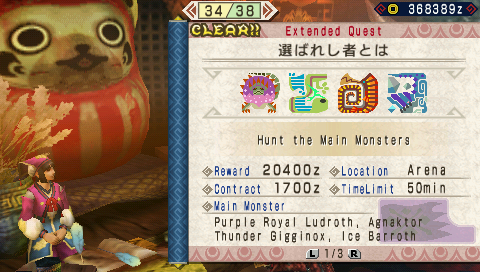 34/38
368389z
CLEAR!!
Extended Quest
選ばれし者とは
Hunt the Main Monsters
Reward 20400z
Location Arena
Contract 1700z
TimeLimit 50min
Main Monster
Purple Royal Ludroth, Agnaktor
Thunder Gigginox, Ice Barroth
L 1/3 R